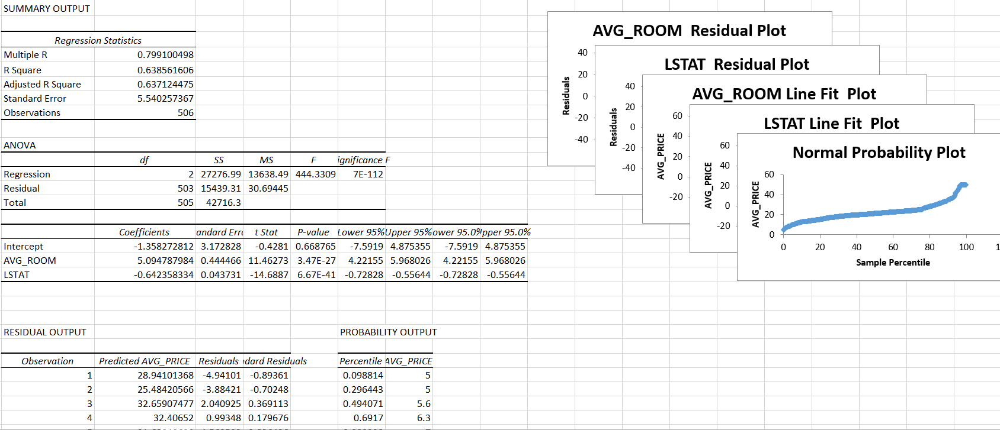 SUMMARY OUTPUT
Regression Statistics
Multiple R 0.799100498
R Square 0.638561606
Adjusted R Square 0.637124475
Standard Error 5.540257367
Observations 506
ANOVA
df SS MS F ignificance F
Regression 2 27276.99 13638.49 444.3309 7E-112
Residual 503 15439.31 30.69445
Total 505 42716.3
Coefficients andard Erro t Stat P-value Lower 95% Upper 95% ower 95.0% pper 95.0%
Intercept -1.358272812 3.172828 -0.4281 0.668765 -7.5919 4.875355 -7.5919 4.875355
AVG_ROOM 5.094787984 0.444466 11.46273 3.47E-27 4.22155 5.968026 4.22155 5.968026
LSTAT -0.642358334 0.043731 -14.6887 6.67E-41 -0.72828 -0.55644 -0.72828 -0.55644
RESIDUAL OUTPUT
Observation Predicted AVG_PRICE Residuals dard Residuals
1 28.94101368 -4.94101 -0.89361
2 25.48420566 -3.88421 -0.70248
3 32.65907477 2.040925 0.369113
4 32.40652 0.99348 0.179676
PROBABILITY OUTPUT
Percentile AVG_PRICE
0.098814 5
0.296443 5
0.494071 5.6
0.6917 6.3
AVG_ROOM Residual Plot
Residuals
40
20
0
-20
-40
LSTAT Residual Plot
Residuals
40
20
0
-20
-40
AVG_ROOM Line Fit Plot
AVG_PRICE
60
40
20
0
-20
LSTAT Line Fit Plot
AVG_PRICE
60
40
20
0
-20
Normal Probability Plot
AVG_PRICE
60
40
20
0
0 20 40 60 80 100 1
Sample Percentile